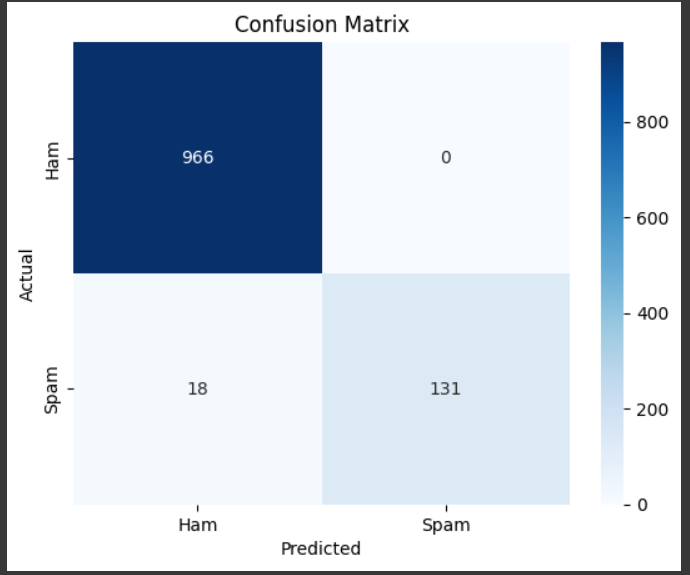 Confusion Matrix
Actual
Ham
966
0
Spam
18
131
Ham
Spam
Predicted
800
600
400
200
0